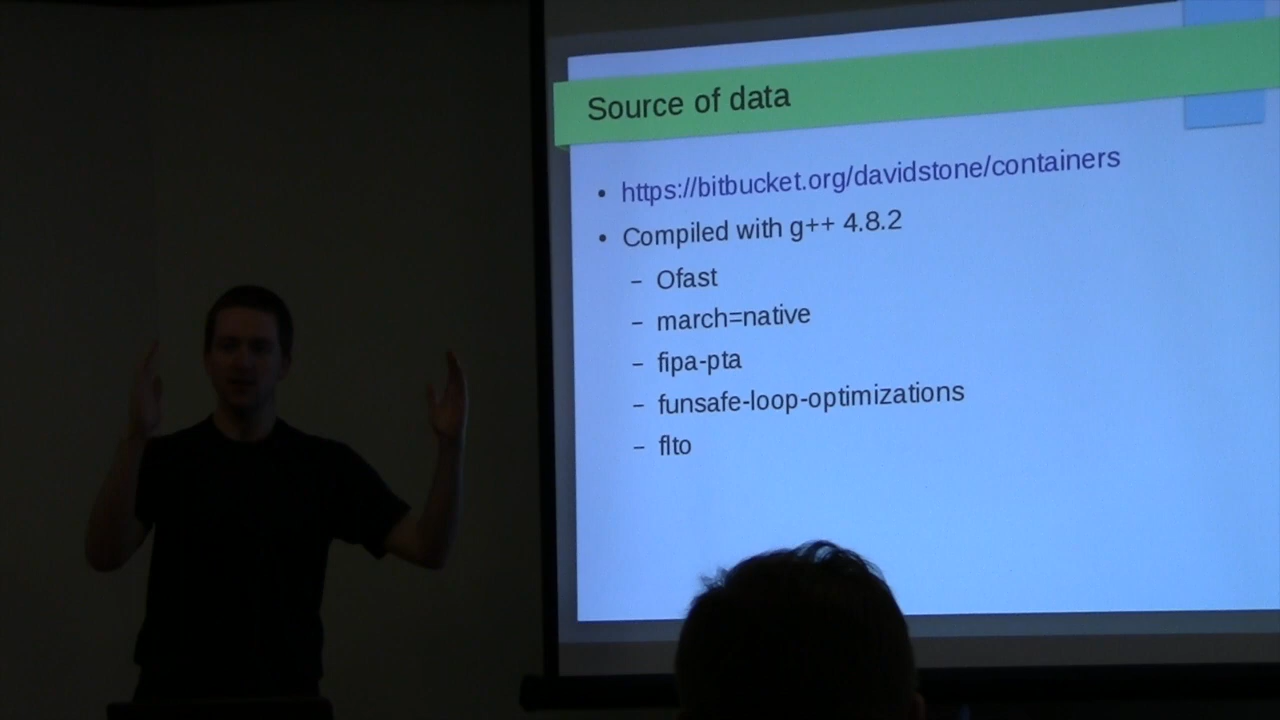 Source of data
• https://bitbucket.org/davidstone/containers
• Compiled with g++ 4.8.2
– Ofast
– march=native
– fipa-pta
– funsafe-loop-optimizations
– flto